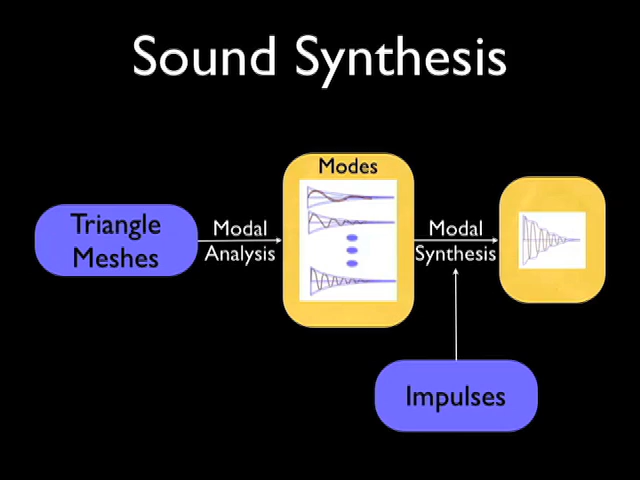 Sound Synthesis
Modes
Triangle
Meshes
Modal
Analysis
Modal
Synthesis
Impulses